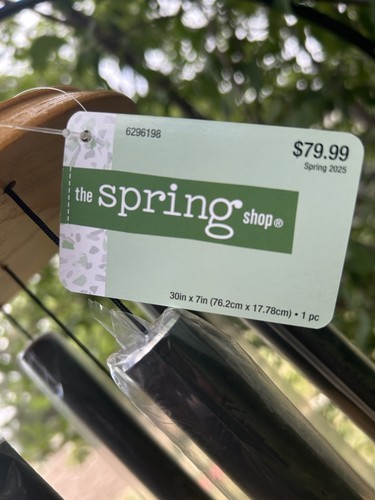 6296198
$79.99
Spring 2025
the spring shop®
30in x 7in (76.2cm x 17.78cm) • 1 pc